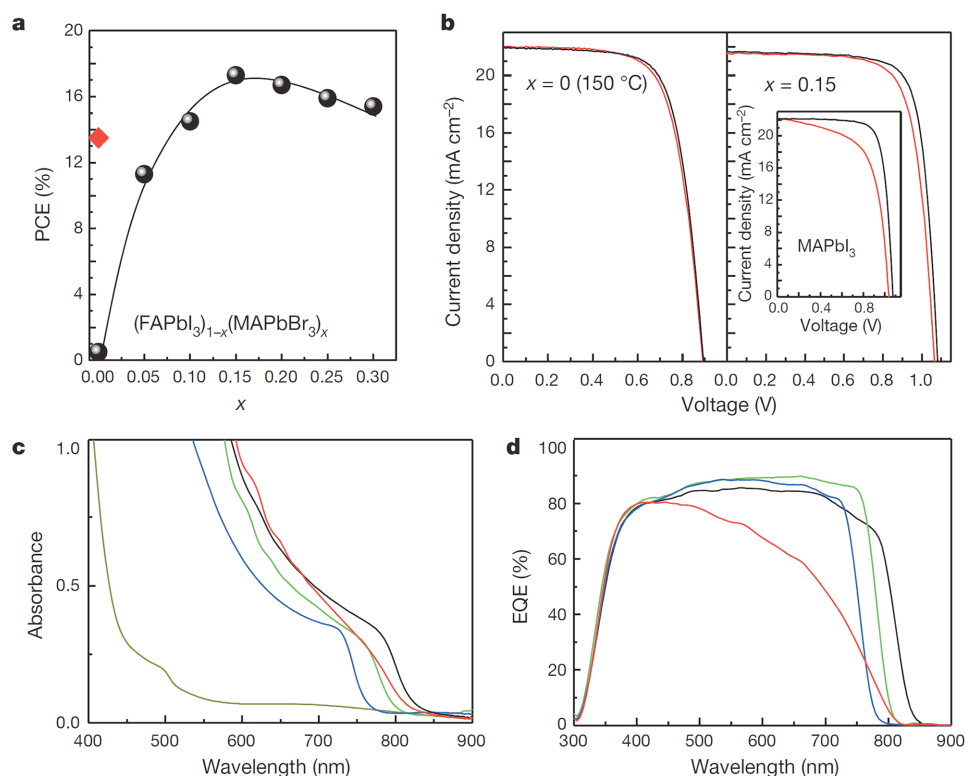 a
20
16
12
8
4
0
PCE (%)
(FAPbI3)1–x(MAPbBr3)x
0.00 0.05 0.10 0.15 0.20 0.25 0.30
x
b
20
16
12
8
4
0
Current density (mA cm–2)
x = 0 (150 °C)
0.0 0.2 0.4 0.6 0.8
x = 0.15
20
16
12
8
4
0
Current density (mA cm–2)
MAPbI3
0.0 0.4 0.8
Voltage (V)
0.0 0.2 0.4 0.6 0.8 1.0
Voltage (V)
c
1.0
0.5
0.0
Absorbance
400 500 600 700 800 900
Wavelength (nm)
d
100
80
60
40
20
0
EQE (%)
300 400 500 600 700 800 900
Wavelength (nm)